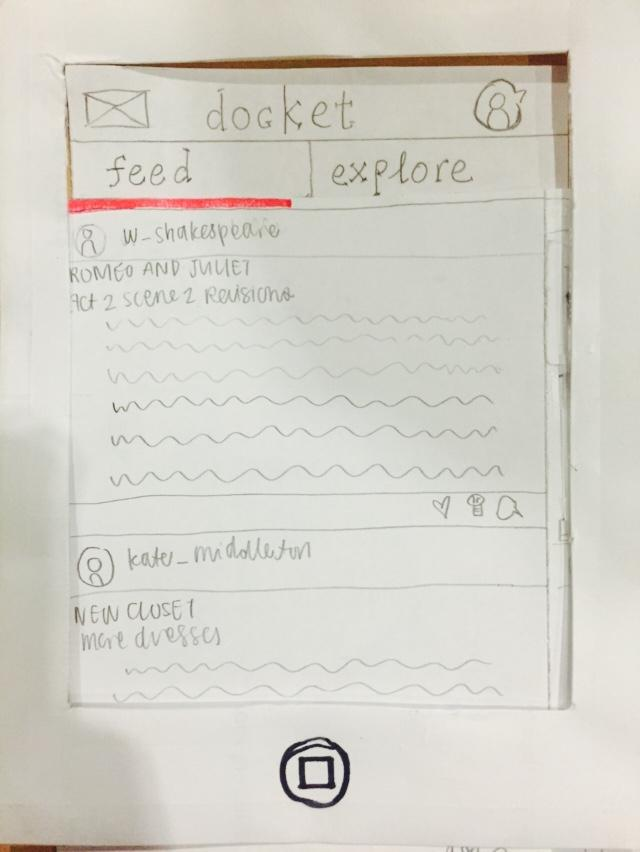 docket
feed
explore
w_shakespeare
ROMEO AND JULIET
Act 2 Scene 2 Revisions
kate_middleton
NEW CLOSET
more dresses